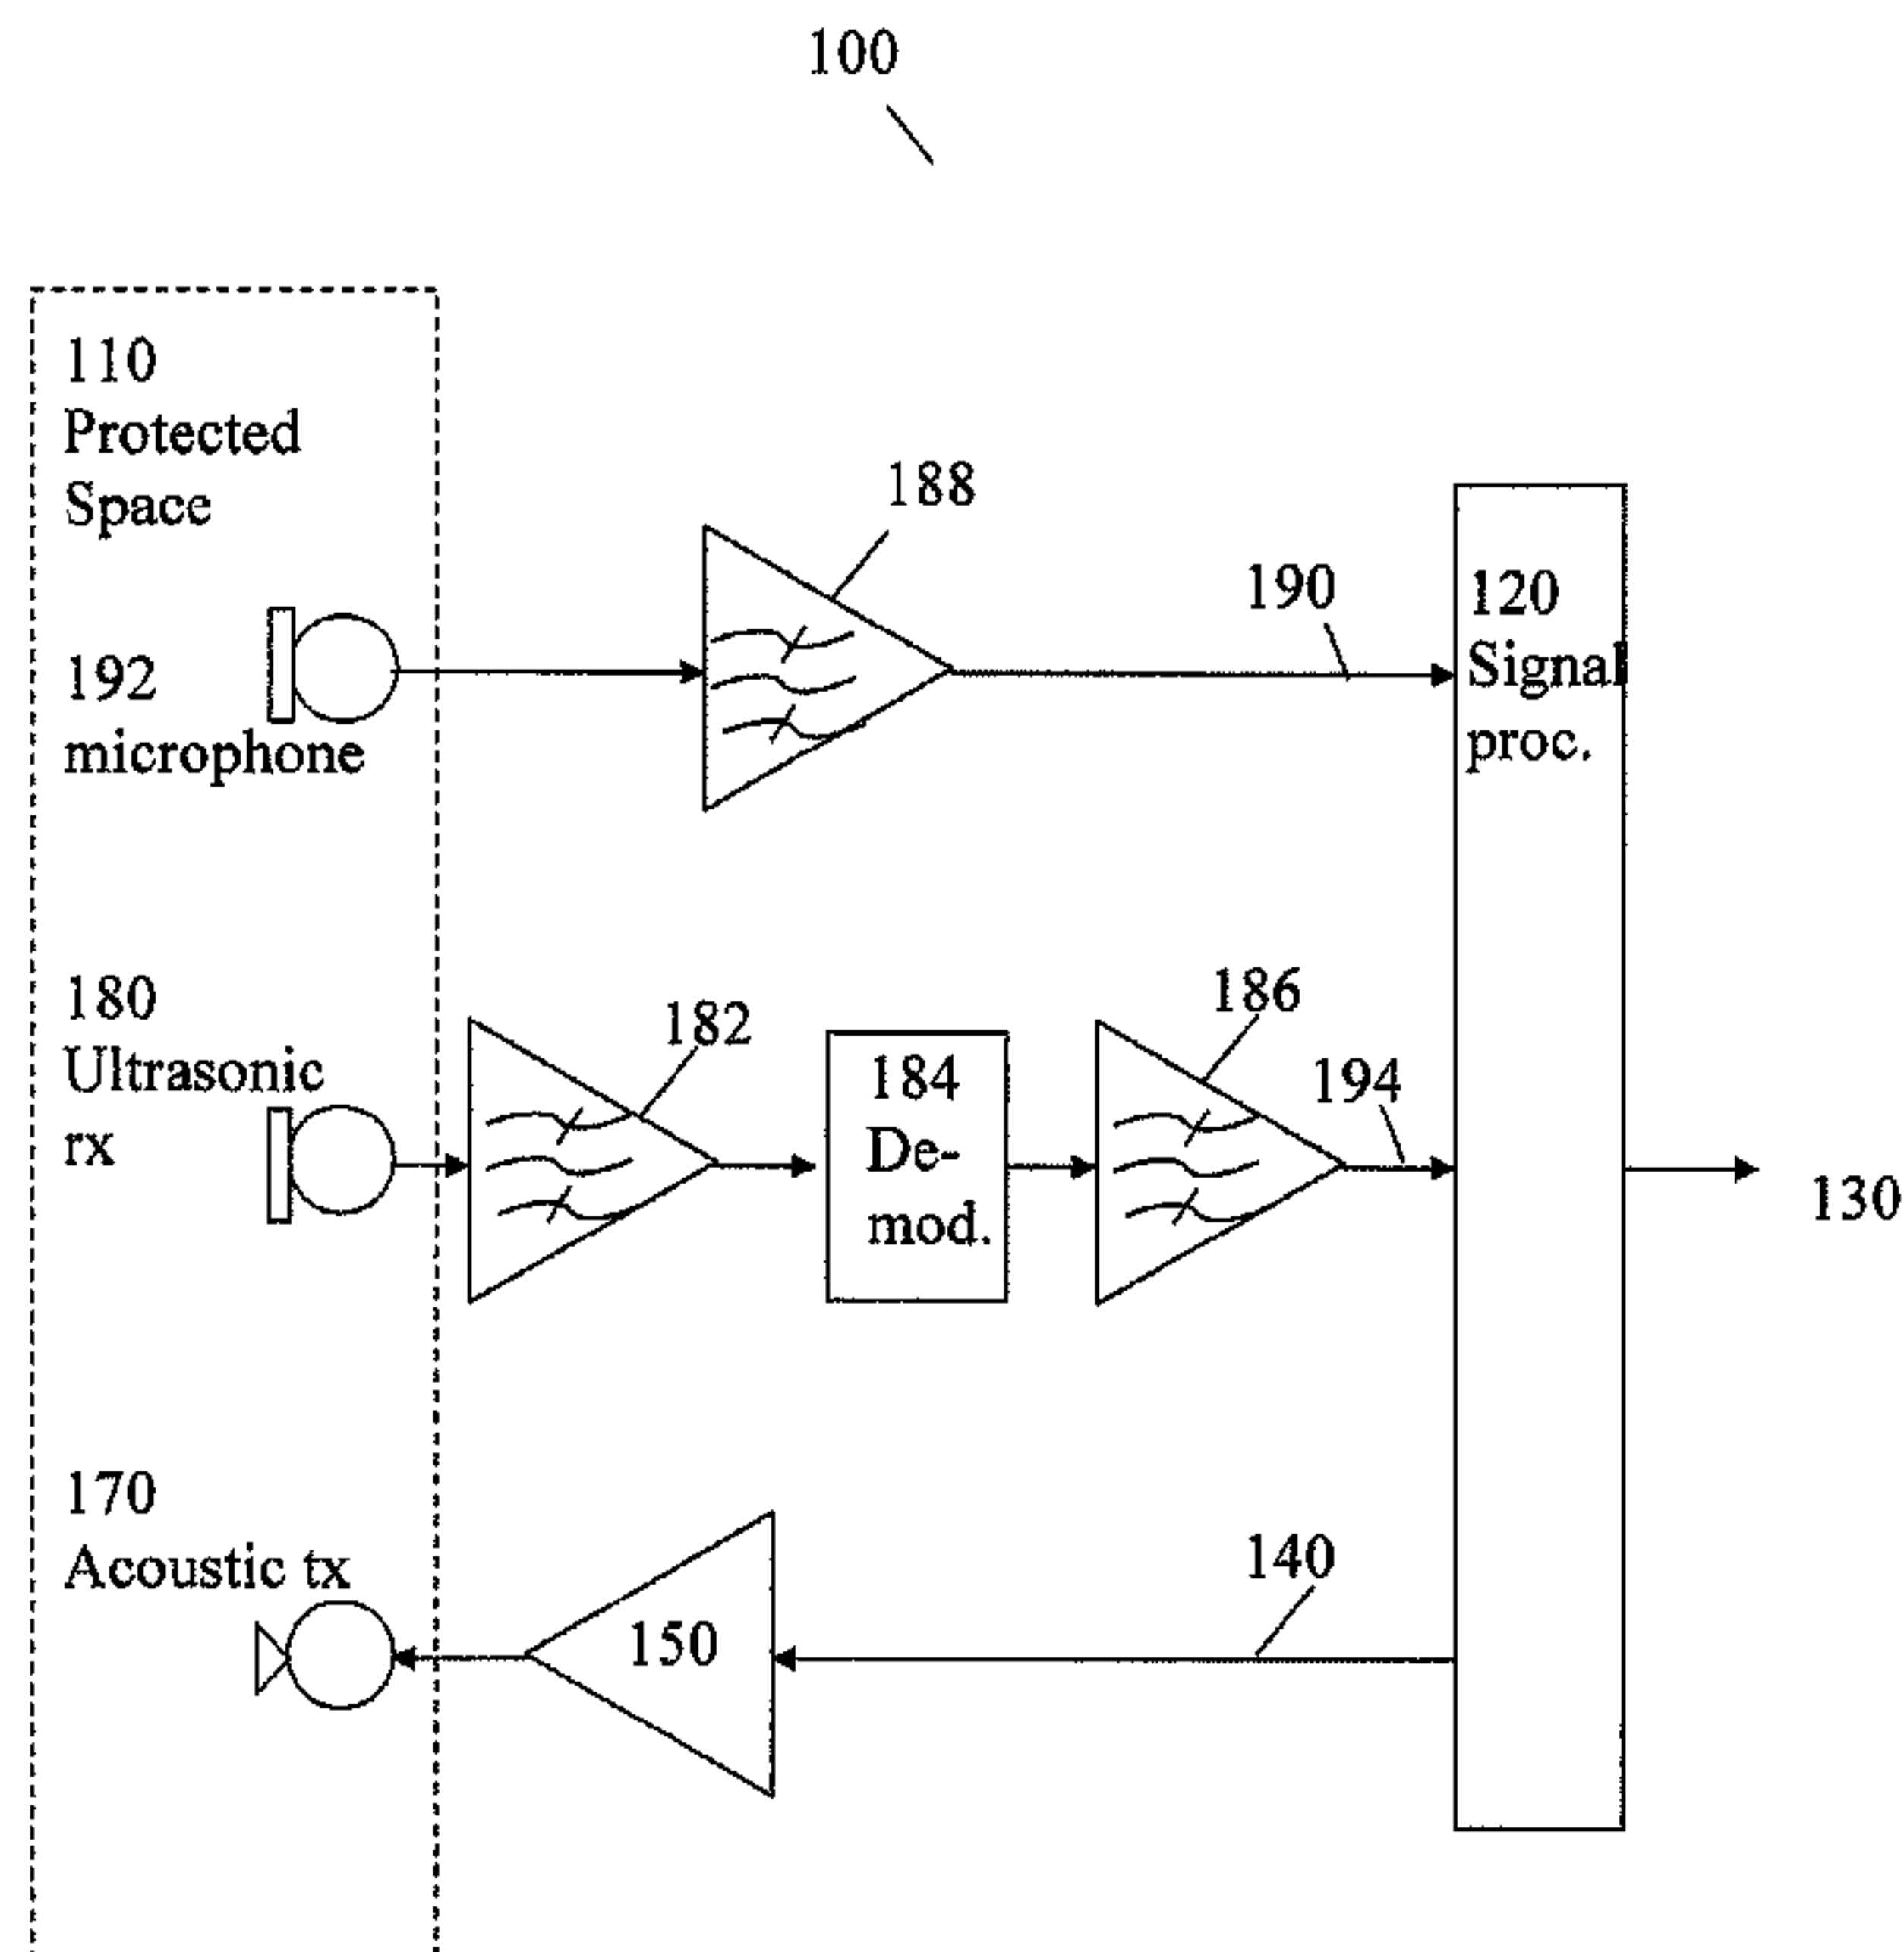 100
110
Protected
Space
188
190
120
Signal
proc.
192
microphone
180
Ultrasonic
rx
182
184
De-
mod.
186
194
130
170
Acoustic tx
150
140